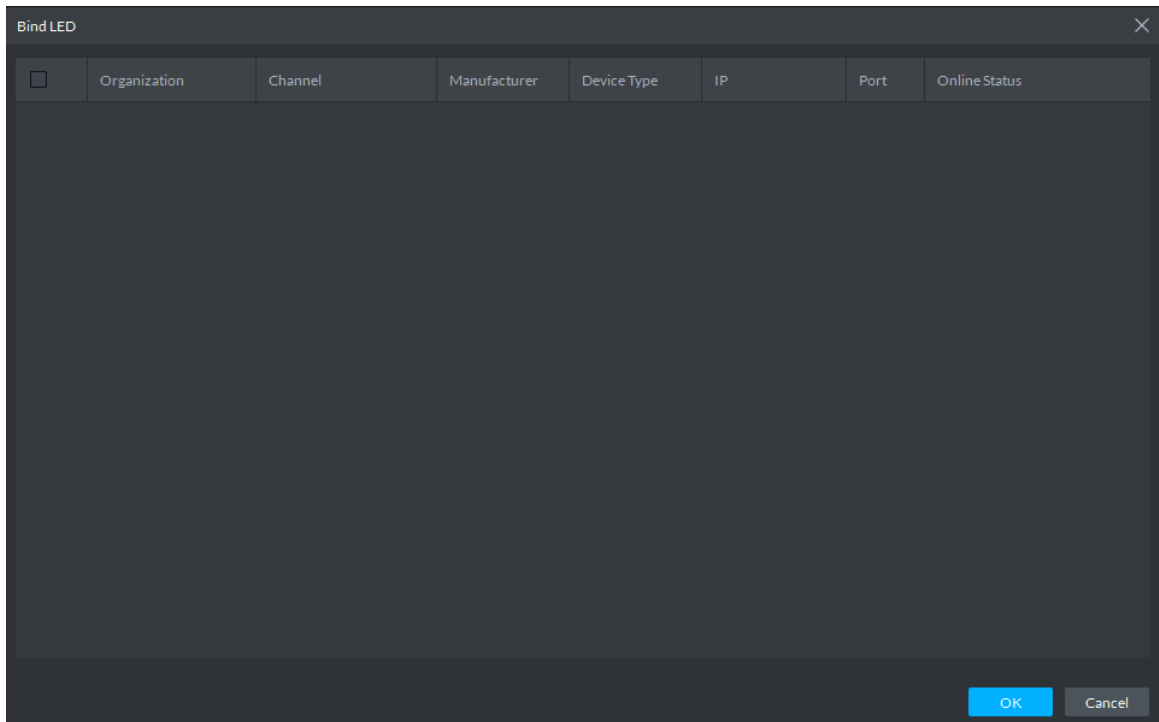 Bind LED
Organization Channel Manufacturer Device Type IP Port Online Status
OK Cancel